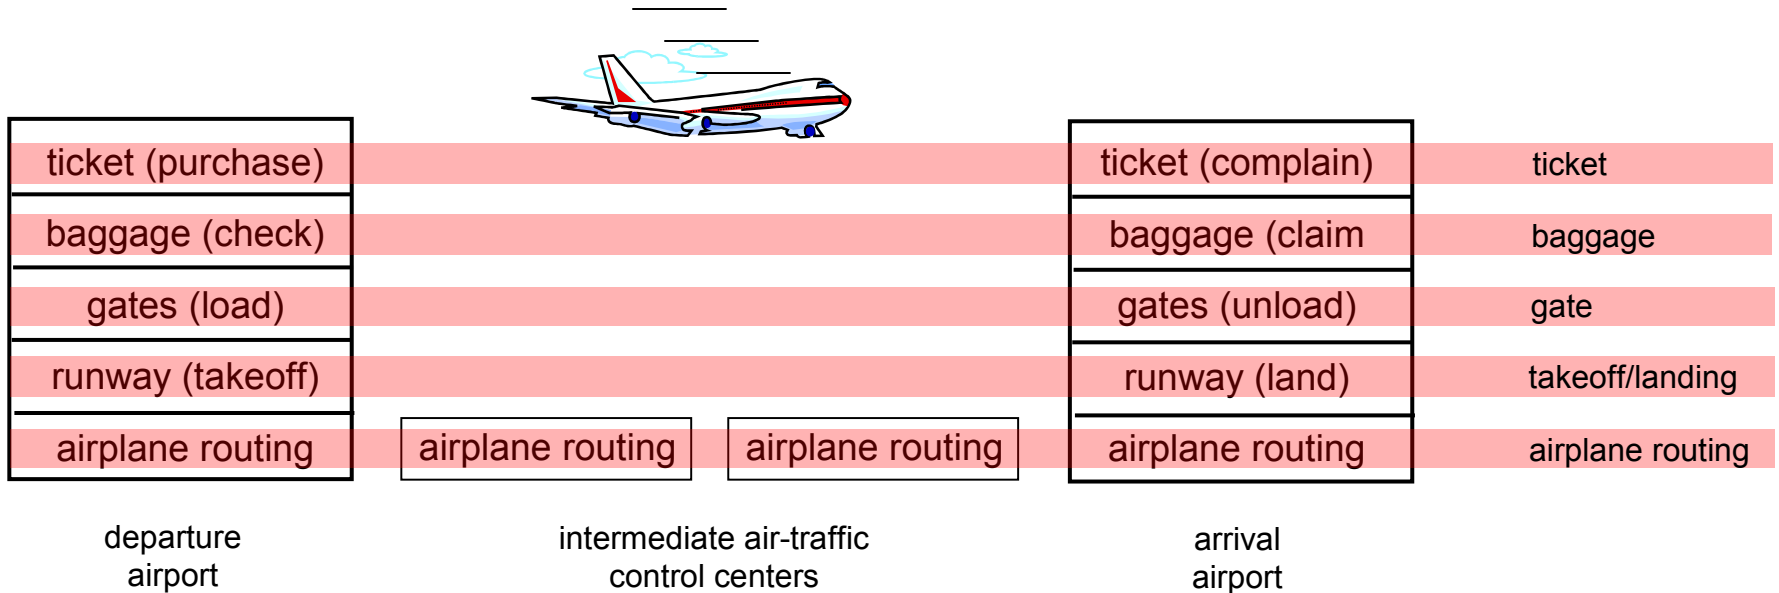 ticket (purchase) ticket (complain) ticket
baggage (check) baggage (claim baggage
gates (load) gates (unload) gate
runway (takeoff) runway (land) takeoff/landing
airplane routing airplane routing airplane routing airplane routing airplane routing
departure intermediate air-traffic arrival
airport control centers airport